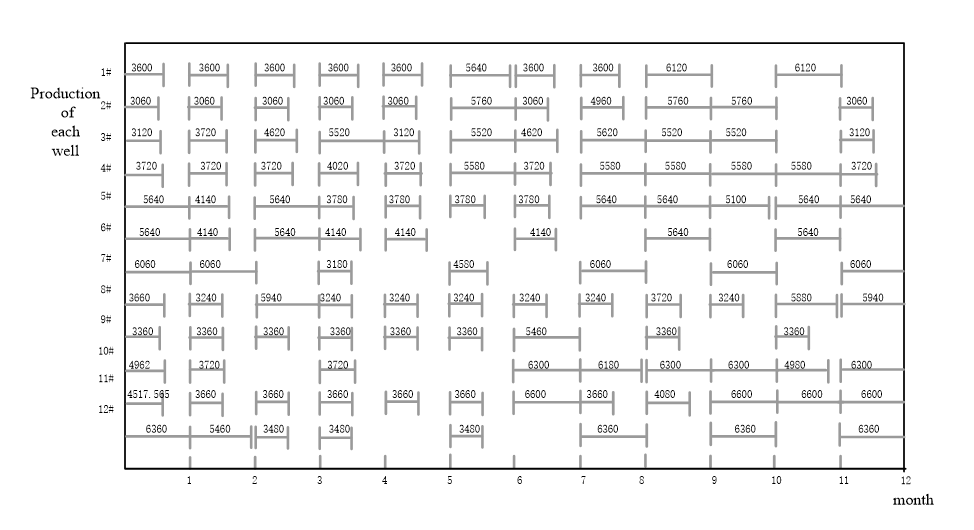 3600 3600 3600 3600 3600 5640 3600 3600 6120 6120
1#
Production
of
each
well
3060 3060 3060 3060 3060 5760 3060 4960 5760 5760 3060
2#
3120 3720 4620 5520 3120 5520 4620 5620 5520 5520 3120
3#
3720 3720 3720 4020 3720 5580 3720 5580 5580 5580 5580 3720
4#
5640 4140 5640 3780 3780 3780 3780 5640 5640 5100 5640 5640
5#
5640 4140 5640 4140 4140 4140 5640 5640
6#
6060 6060 3180 4580 6060 6060 6060
7#
3660 3240 5940 3240 3240 3240 3240 3240 3720 3240 5880 5940
8#
3360 3360 3360 3360 3360 3360 5460 3360 3360
9#
4962 3720 3720 6300 6180 6300 6300 4980 6300
10#
4517.565 3660 3660 3660 3660 3660 6600 3660 4080 6600 6600 6600
11#
6360 5460 3480 3480 3480 6360 6360 6360
12#
1 2 3 4 5 6 7 8 9 10 11 12
month